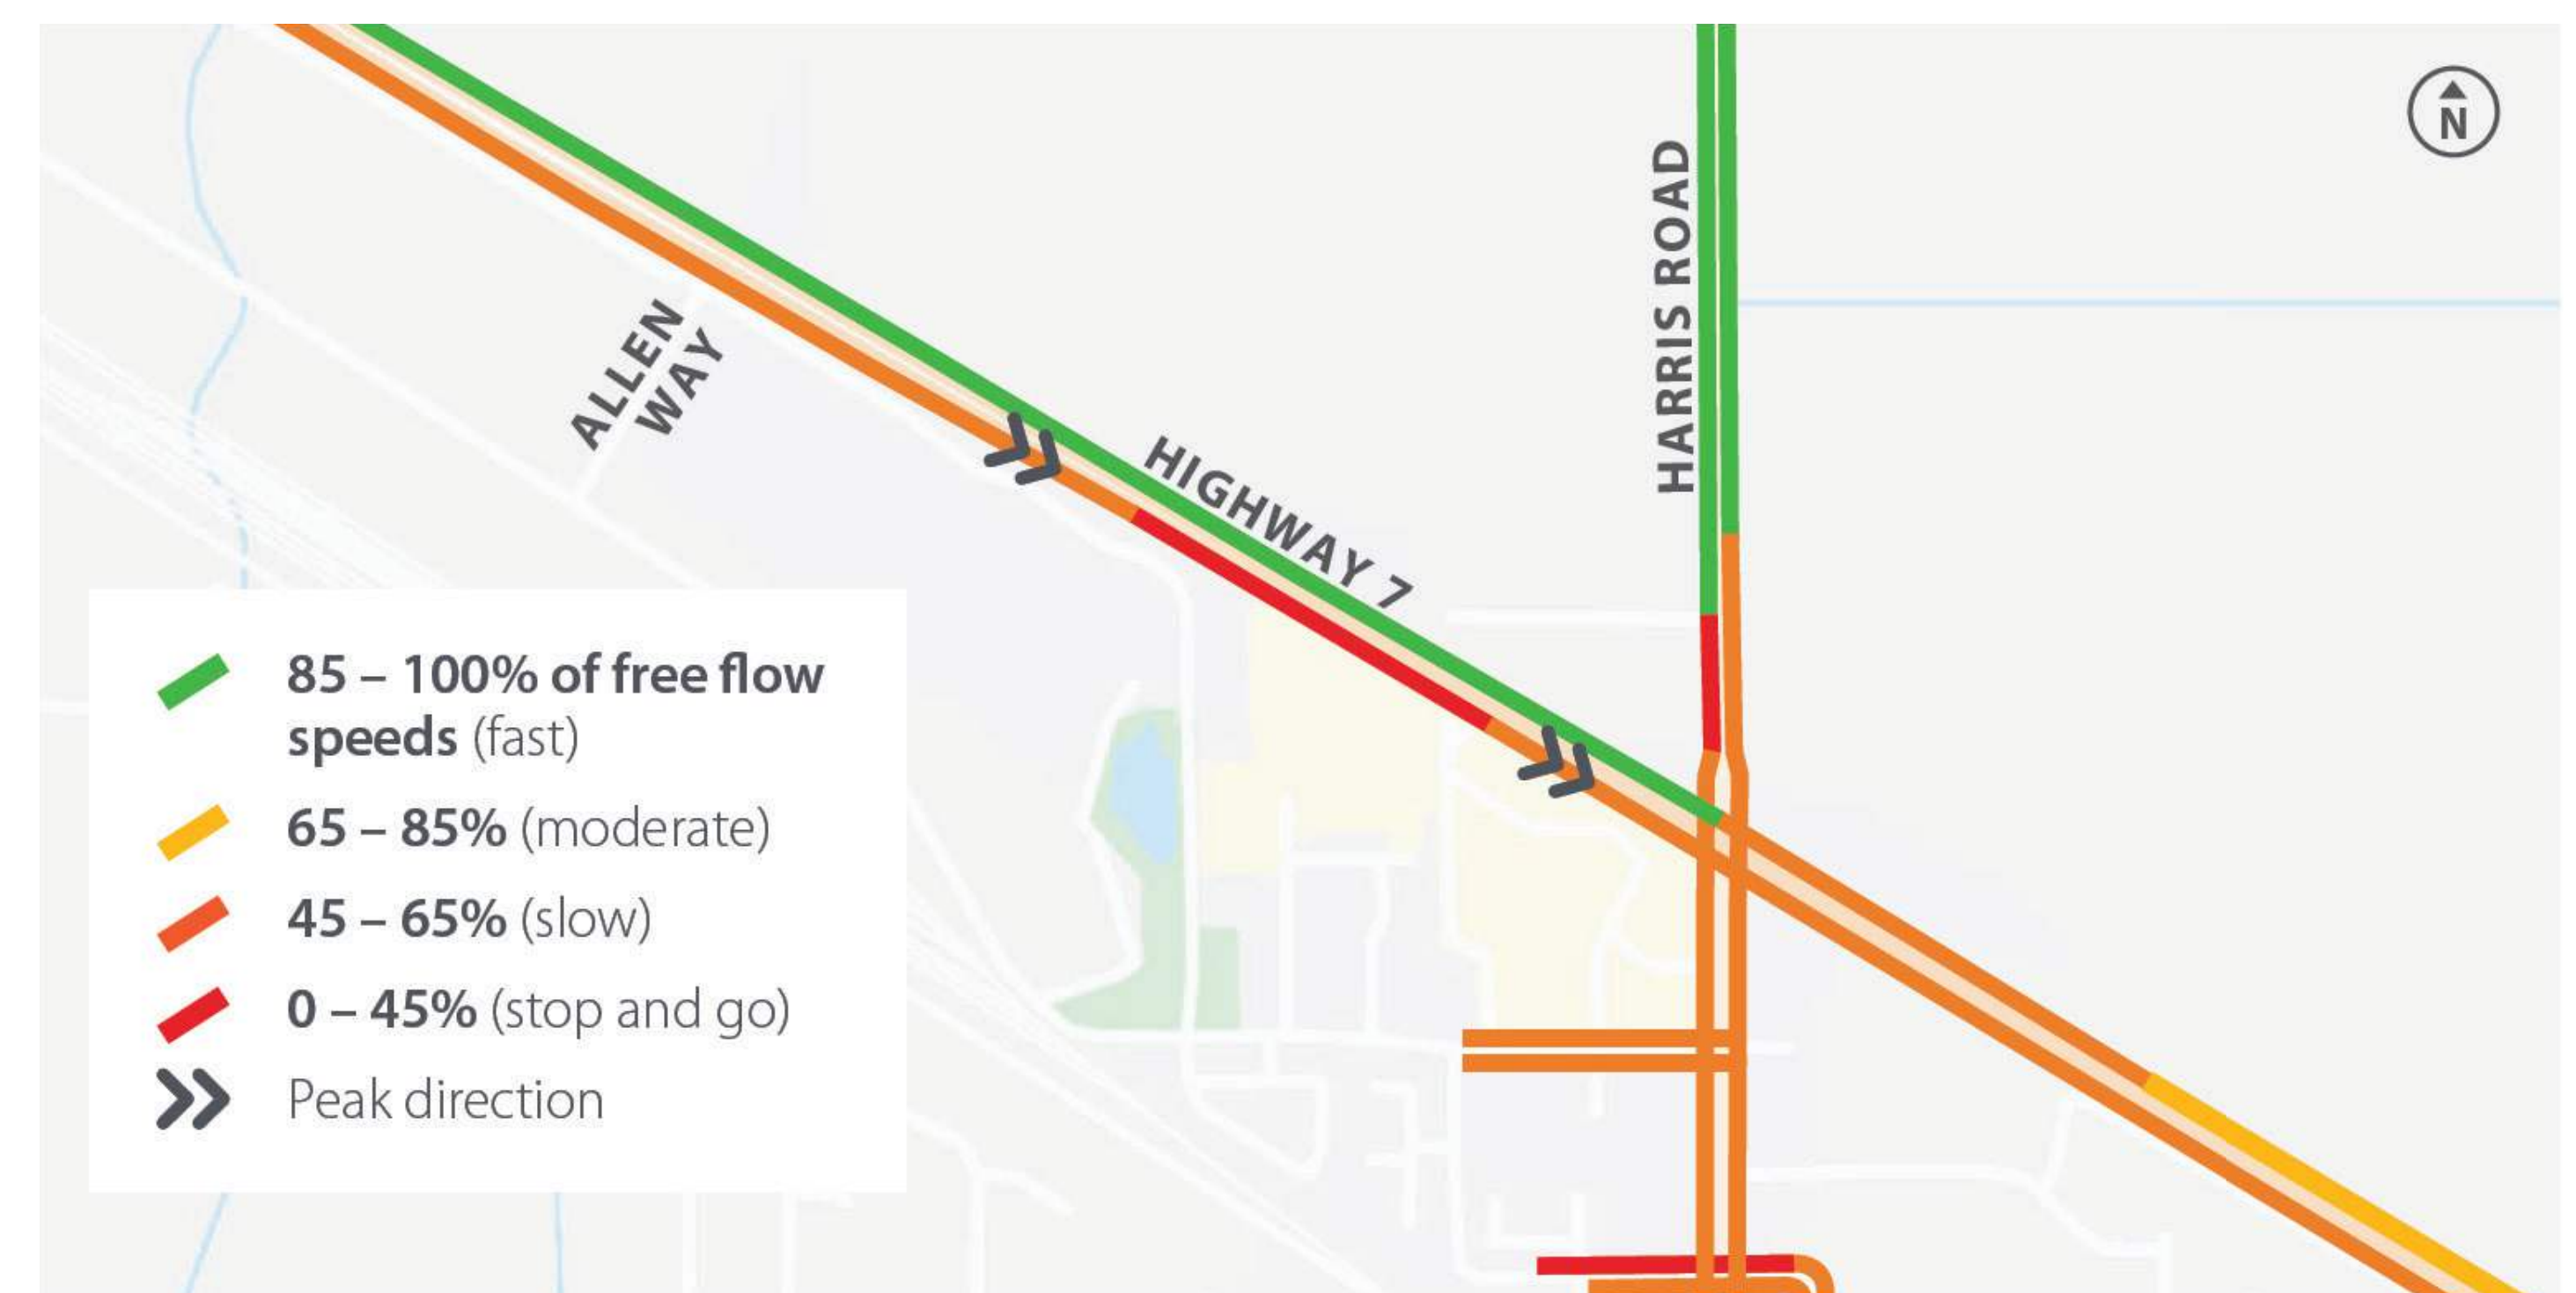 N
HARRIS ROAD
ALLEN
WAY
HIGHWAY 7
85 – 100% of free flow
speeds (fast)
65 – 85% (moderate)
45 – 65% (slow)
0 – 45% (stop and go)
Peak direction